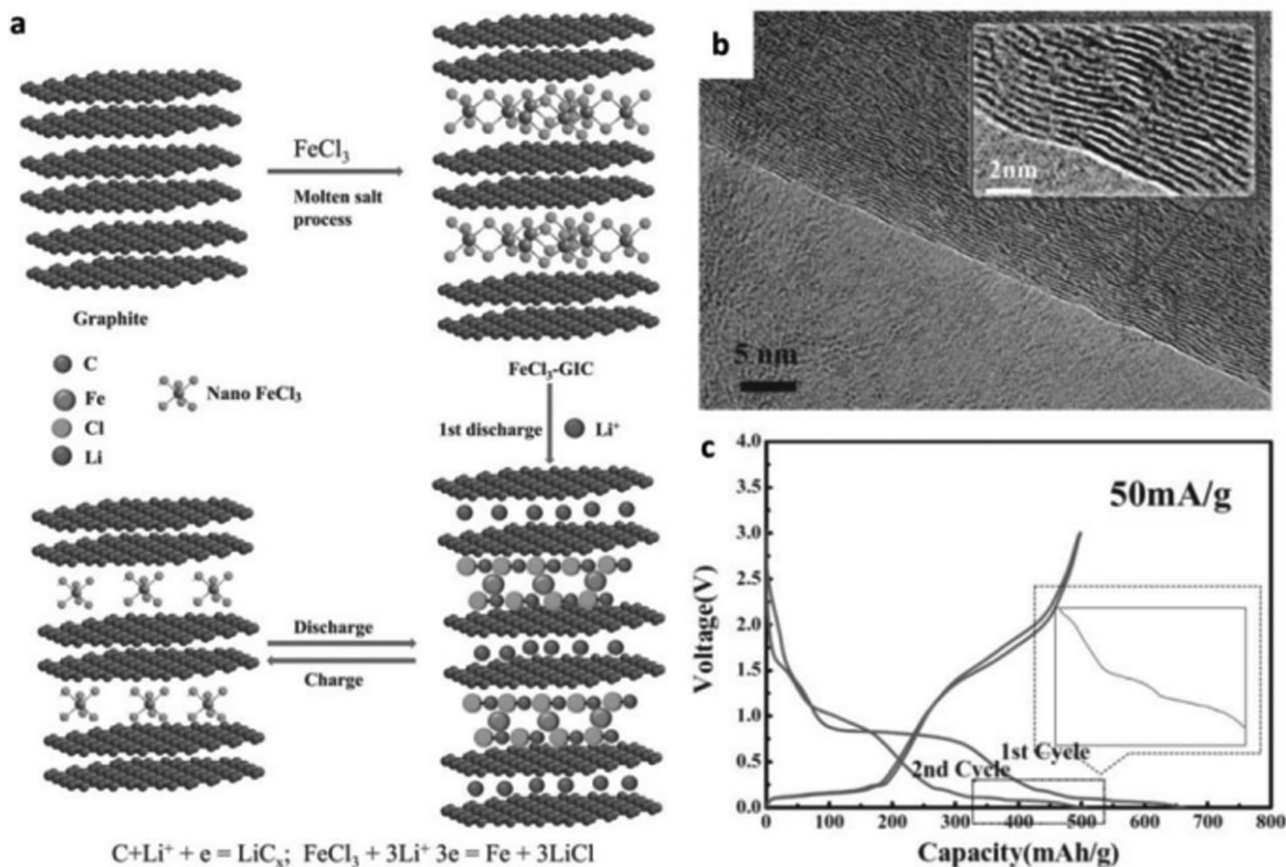 a
FeCl₃
Molten salt
process
Graphite
C
Fe
Cl
Li
Nano FeCl₃
FeCl₃-GIC
1st discharge
Li⁺
Discharge
Charge
C+Li⁺ + e = LiCₓ; FeCl₃ + 3Li⁺ 3e = Fe + 3LiCl
b
2nm
5 nm
c
50mA/g
Voltage(V)
4.0
3.5
3.0
2.5
2.0
1.5
1.0
0.5
0.0
1st Cycle
2nd Cycle
0 100 200 300 400 500 600 700 800
Capacity(mAh/g)